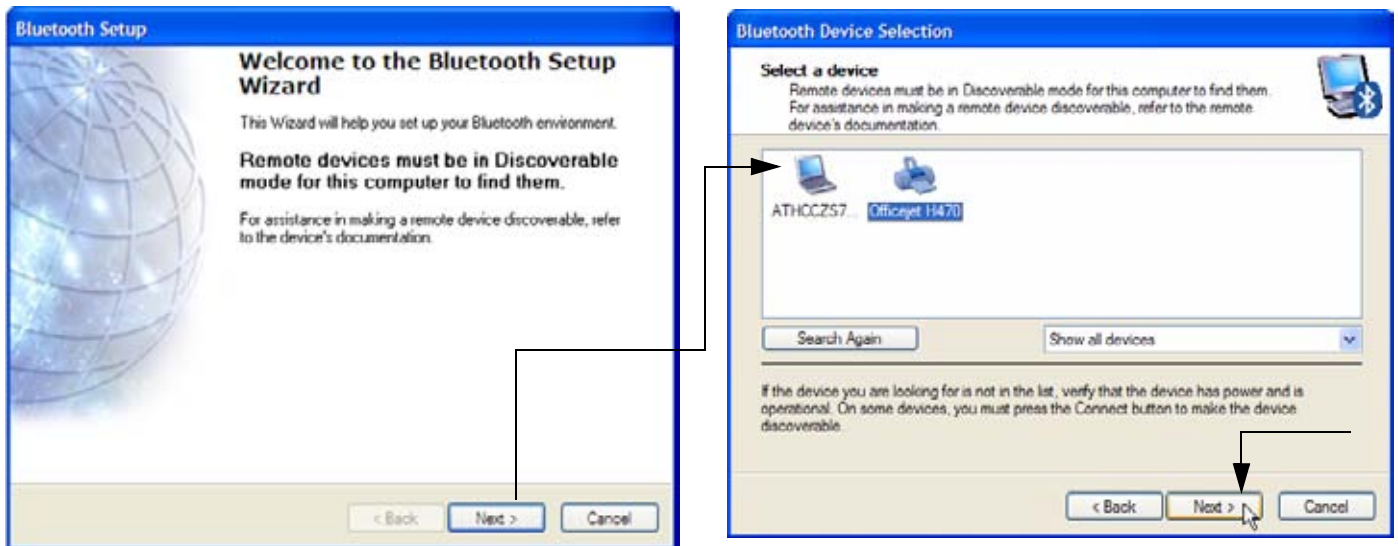 Bluetooth Setup
Welcome to the Bluetooth Setup
Wizard
This Wizard will help you set up your Bluetooth environment.
Remote devices must be in Discoverable
mode for this computer to find them.
For assistance in making a remote device discoverable, refer
to the device's documentation.
< Back
Next >
Cancel
Bluetooth Device Selection
Select a device
Remote devices must be in Discoverable mode for this computer to find them.
For assistance in making a remote device discoverable, refer to the remote
device's documentation.
ATHCCZS7...
Officejet H470
Search Again
Show all devices
If the device you are looking for is not in the list, verify that the device has power and is
operational. On some devices, you must press the Connect button to make the device
discoverable.
< Back
Next >
Cancel